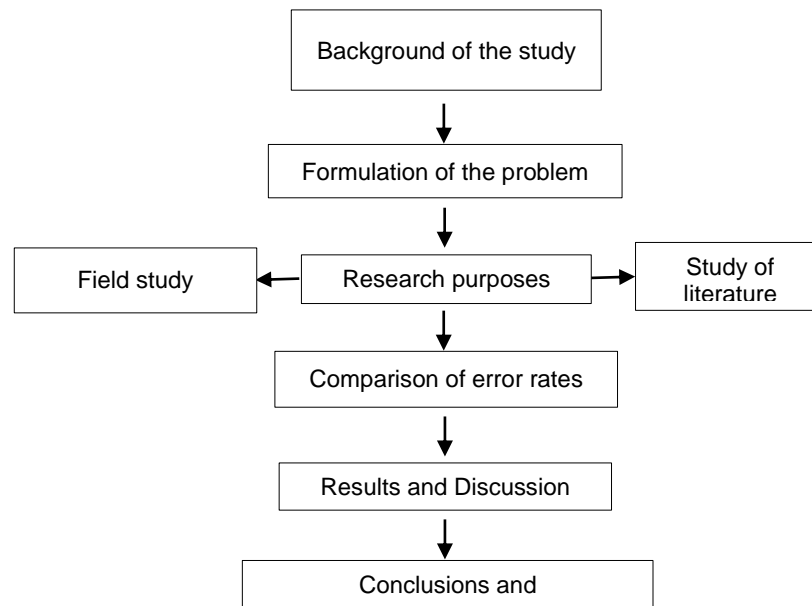 Background of the study
Formulation of the problem
Field study
Research purposes
Study of
literature
Comparison of error rates
Results and Discussion
Conclusions and